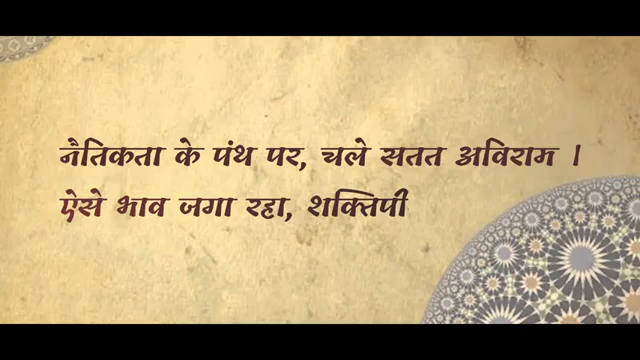 नैतिकता के पंथ पर, चले सतत अविराम ।
ऐसे भाव जगा रहा, शक्तिपी